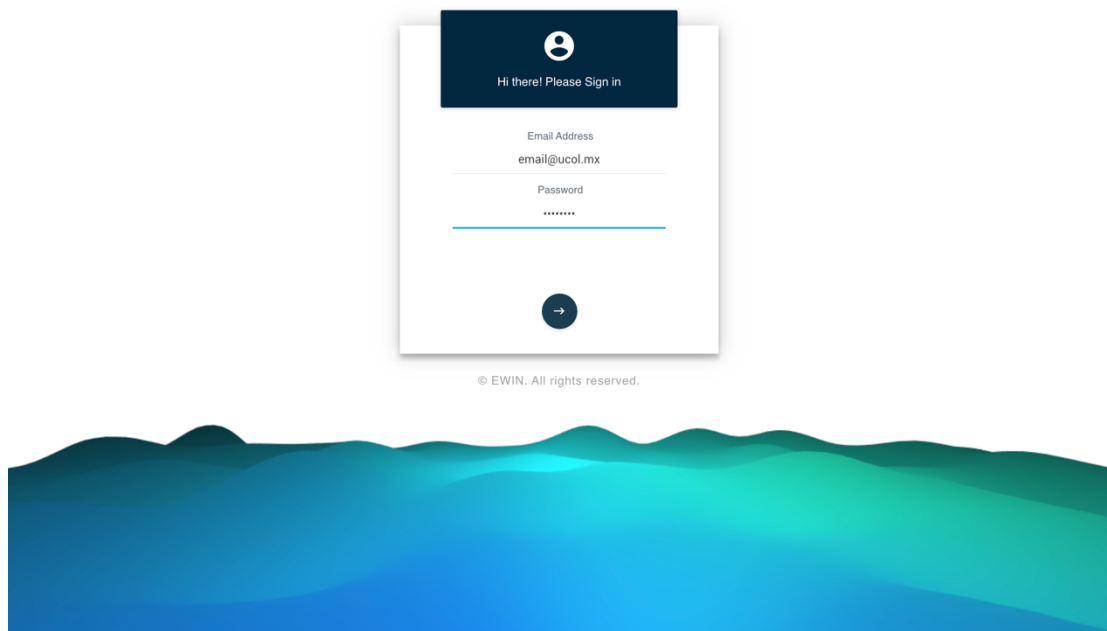 Hi there! Please Sign in
Email Address
email@ucol.mx
Password
••••••••
© EWIN. All rights reserved.